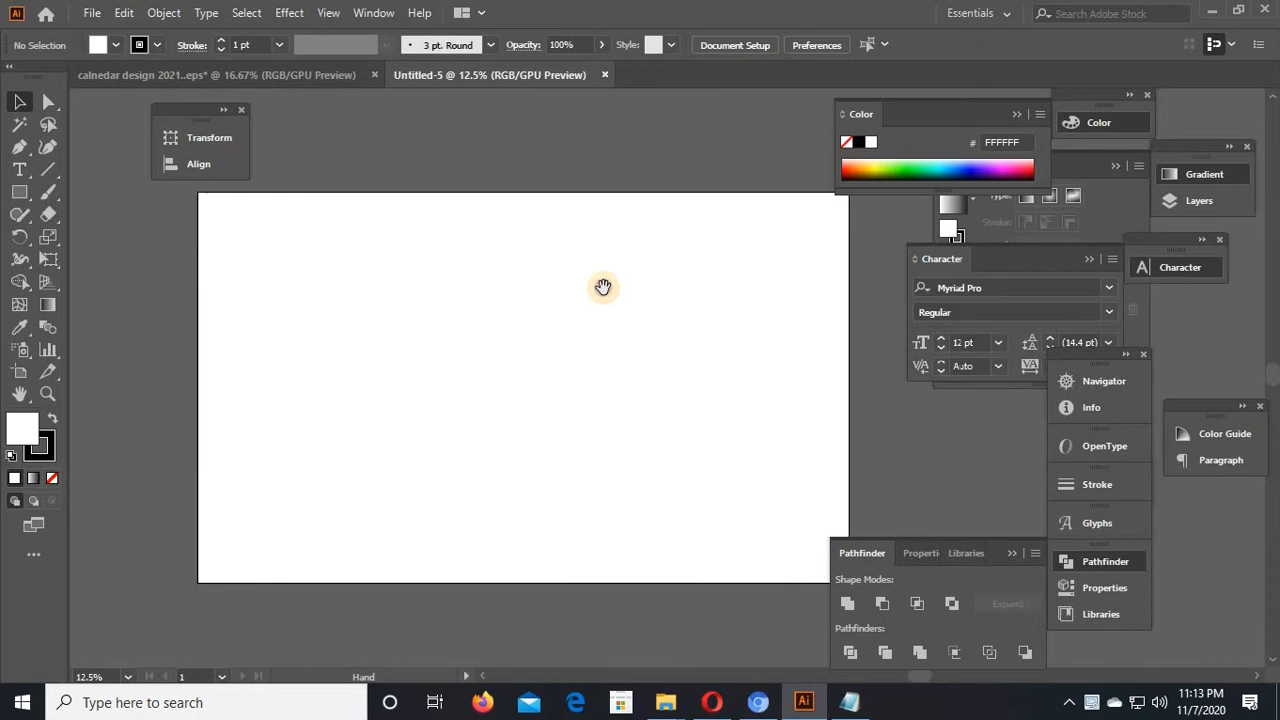 Ai File Edit Object Type Select Effect View Window Help Essentials Search Adobe Stock
No Selection Stroke: 1 pt 3 pt. Round Opacity: 100% Style: Document Setup Preferences
calnedar design 2021..eps* @ 16.67% (RGB/GPU Preview) Untitled-5 @ 12.5% (RGB/GPU Preview)
Transform
Align
Color
# FFFFFF
Color
Type:
Stroke:
Gradient
Layers
Character
Myriad Pro
Regular
12 pt (14.4 pt)
Auto
Character
Navigator
Info
OpenType
Stroke
Glyphs
Pathfinder
Properties
Libraries
Color Guide
Paragraph
Pathfinder Properti Libraries
Shape Modes:
Expand
Pathfinders:
12.5% 1 Hand
Type here to search
Ai
11:13 PM
11/7/2020